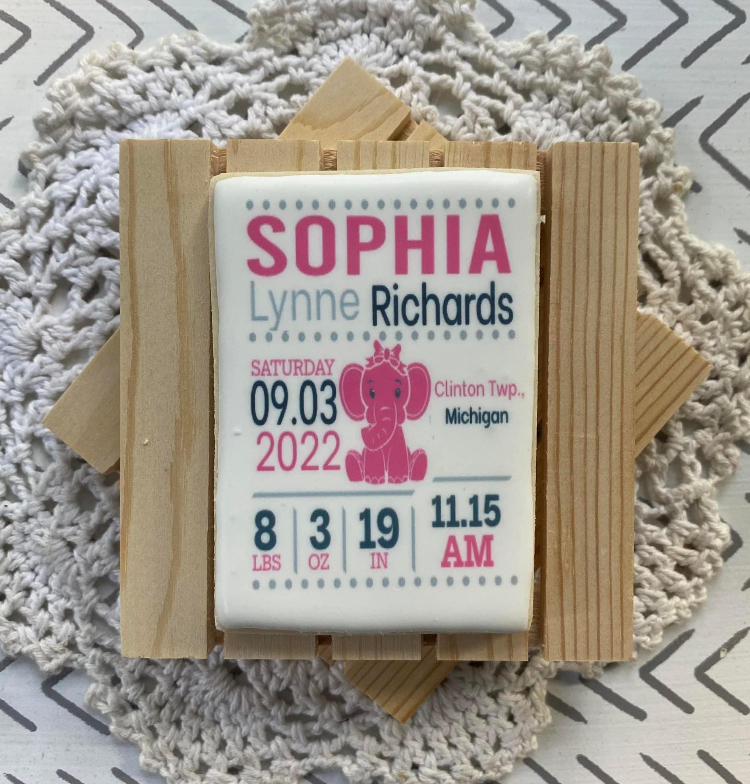 SOPHIA
Lynne Richards
SATURDAY
09.03
2022
Clinton Twp.,
Michigan
8 LBS
3 OZ
19 IN
11.15 AM